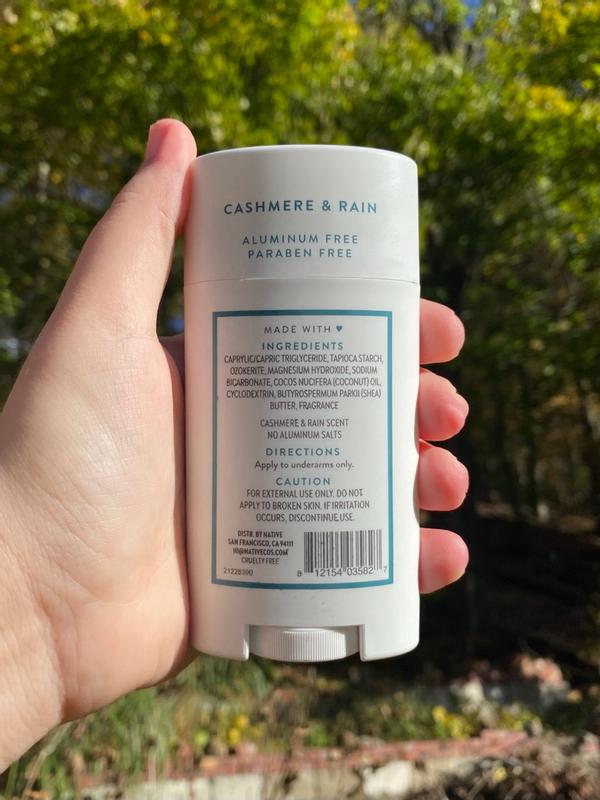 CASHMERE & RAIN
ALUMINUM FREE
PARABEN FREE
MADE WITH ♥
INGREDIENTS
CAPRYLIC/CAPRIC TRIGLYCERIDE, TAPIOCA STARCH,
OZOKERITE, MAGNESIUM HYDROXIDE, SODIUM
BICARBONATE, COCOS NUCIFERA (COCONUT) OIL,
CYCLODEXTRIN, BUTYROSPERMUM PARKII (SHEA)
BUTTER, FRAGRANCE
CASHMERE & RAIN SCENT
NO ALUMINUM SALTS
DIRECTIONS
Apply to underarms only.
CAUTION
FOR EXTERNAL USE ONLY. DO NOT
APPLY TO BROKEN SKIN. IF IRRITATION
OCCURS, DISCONTINUE USE.
DISTR. BY NATIVE
SAN FRANCISCO, CA 94111
HI@NATIVECOS.COM
CRUELTY FREE
21228390
8 12154 03582 7